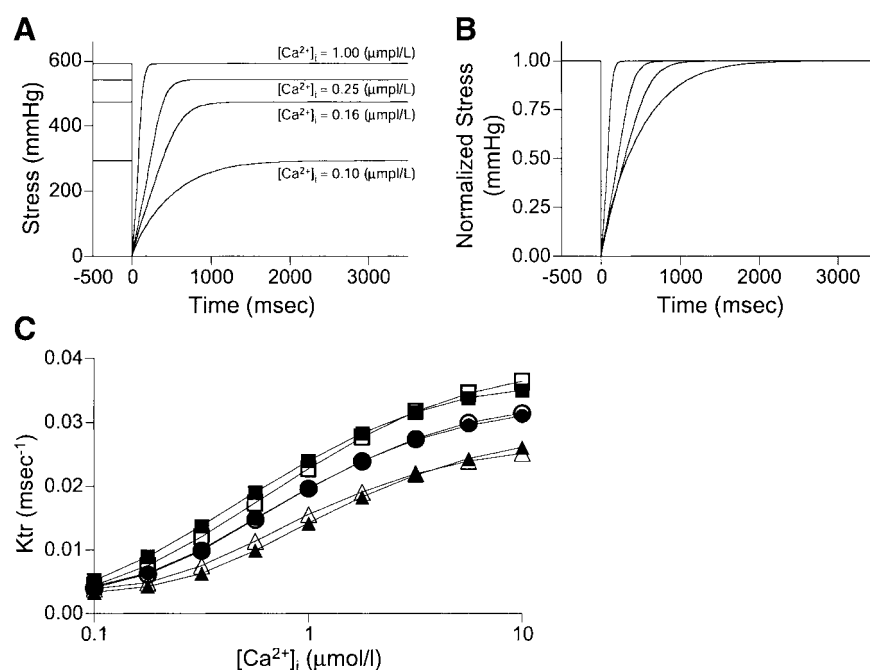 A
Stress (mmHg)
600
400
200
0
[Ca²⁺]ᵢ = 1.00 (μmpl/L)
[Ca²⁺]ᵢ = 0.25 (μmpl/L)
[Ca²⁺]ᵢ = 0.16 (μmpl/L)
[Ca²⁺]ᵢ = 0.10 (μmpl/L)
-500 0 1000 2000 3000
Time (msec)
B
Normalized Stress
(mmHg)
1.00
0.75
0.50
0.25
0.00
-500 0 1000 2000 3000
Time (msec)
C
Ktr (msec⁻¹)
0.04
0.03
0.02
0.01
0.00
0.1 1 10
[Ca²⁺]ᵢ (μmol/l)